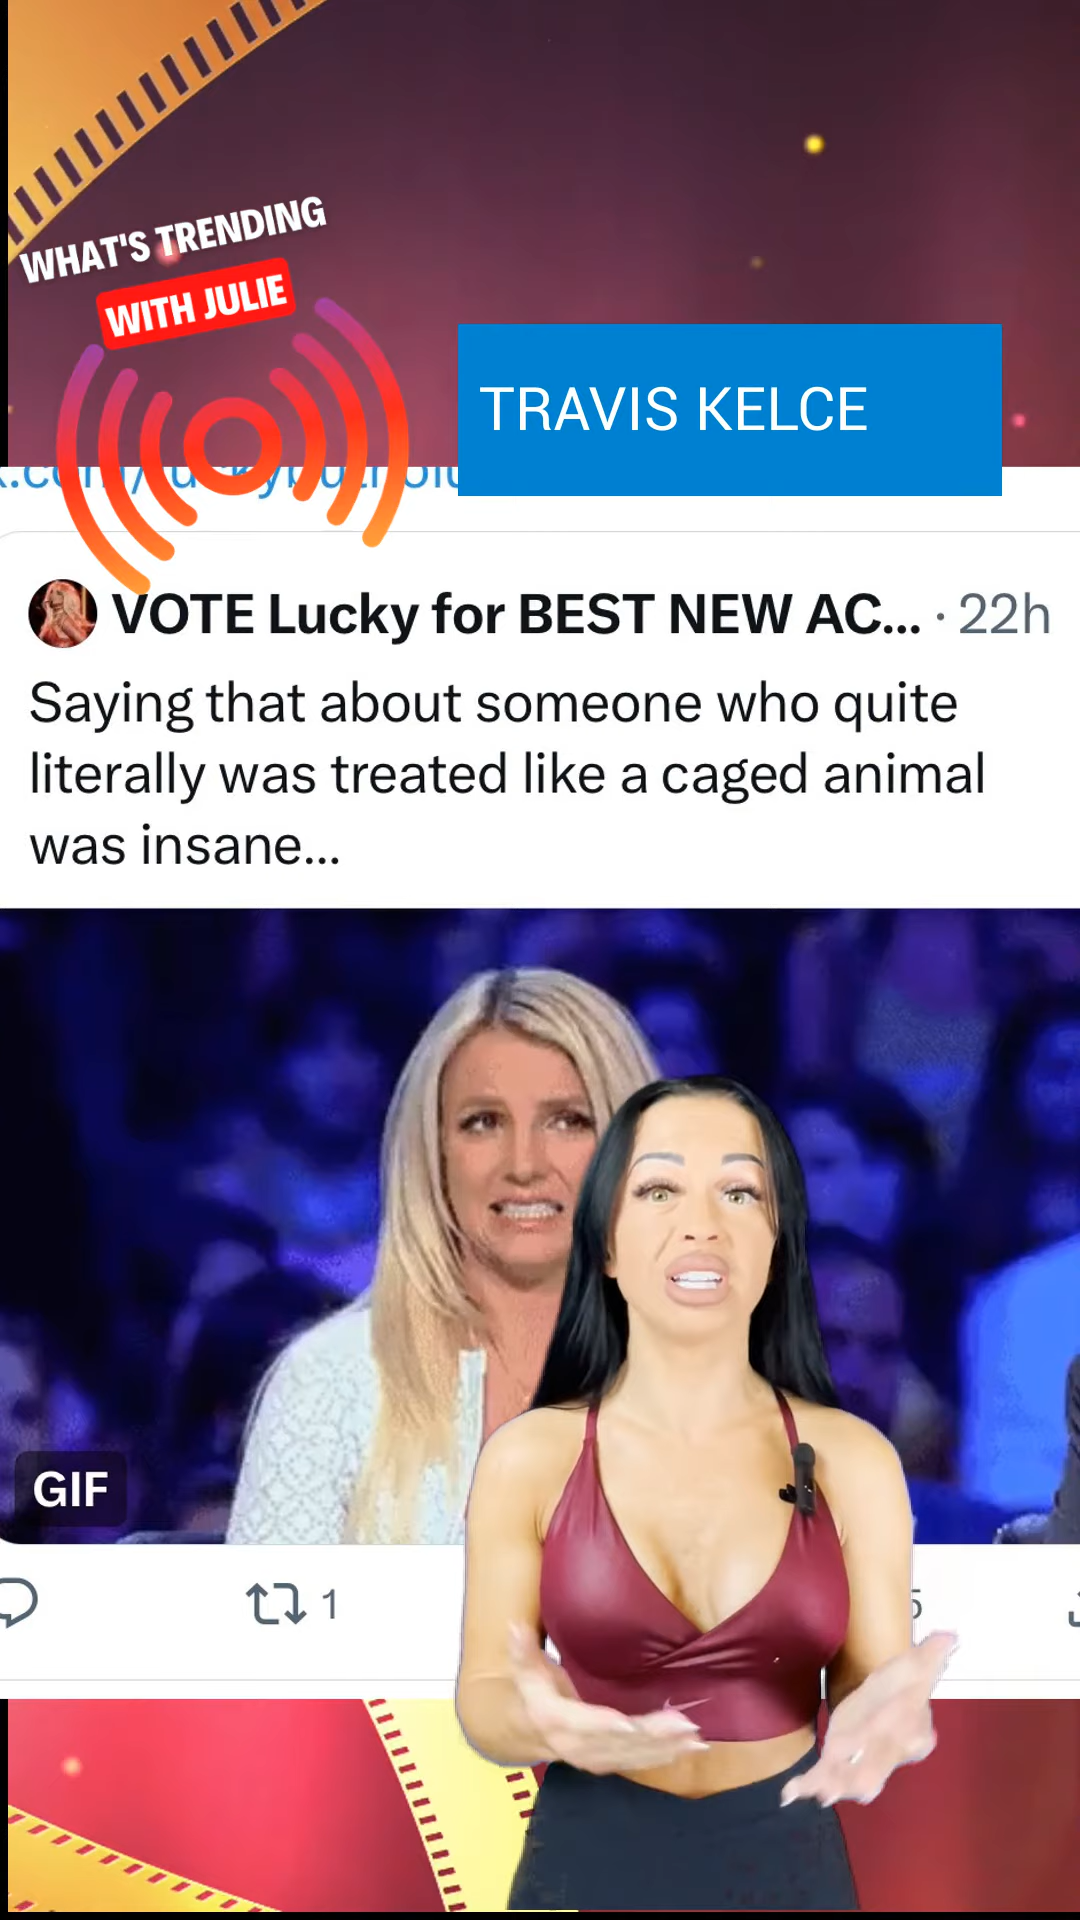 WHAT'S TRENDING
WITH JULIE
TRAVIS KELCE
VOTE Lucky for BEST NEW AC... · 22h
Saying that about someone who quite
literally was treated like a caged animal
was insane...
GIF
1
5